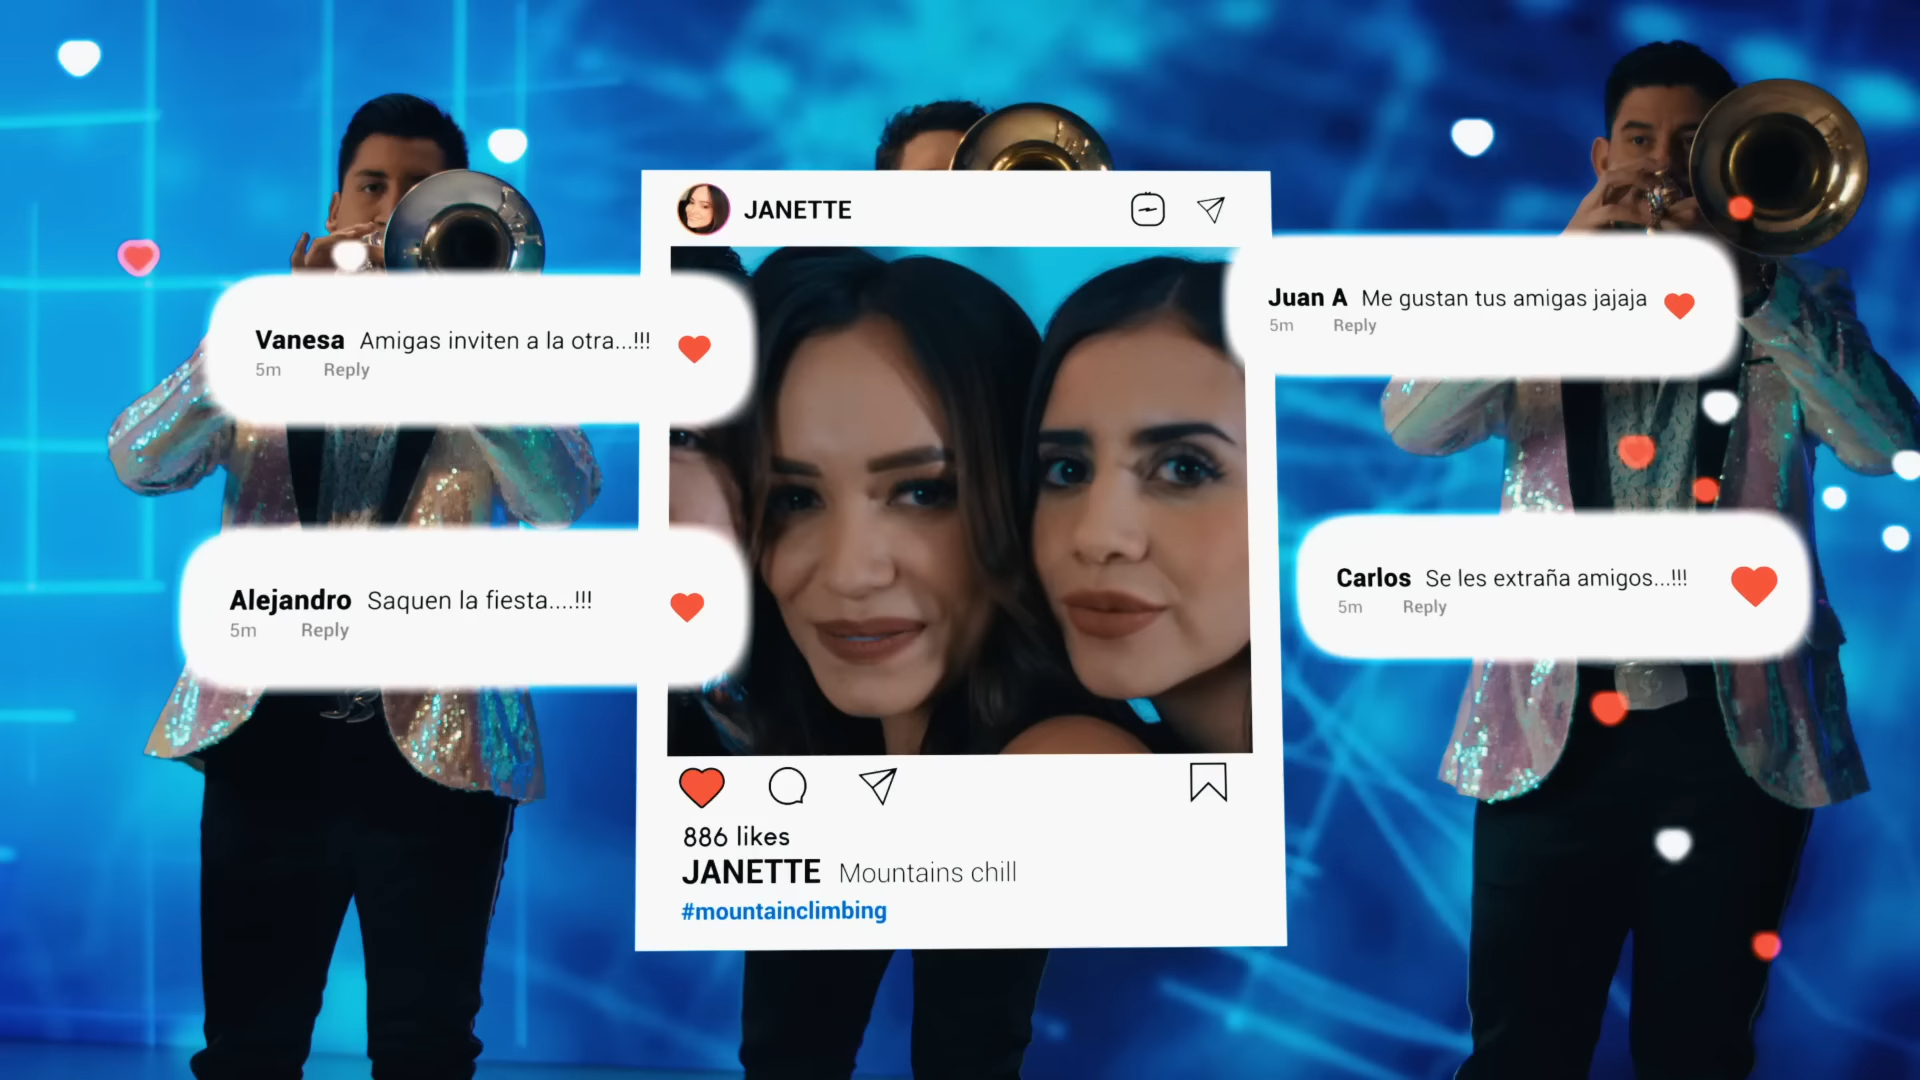 JANETTE
Vanesa Amigas inviten a la otra...!!!
5m Reply
Juan A Me gustan tus amigas jajaja
5m Reply
Alejandro Saquen la fiesta....!!!
5m Reply
Carlos Se les extraña amigos...!!!
5m Reply
886 likes
JANETTE Mountains chill
#mountainclimbing